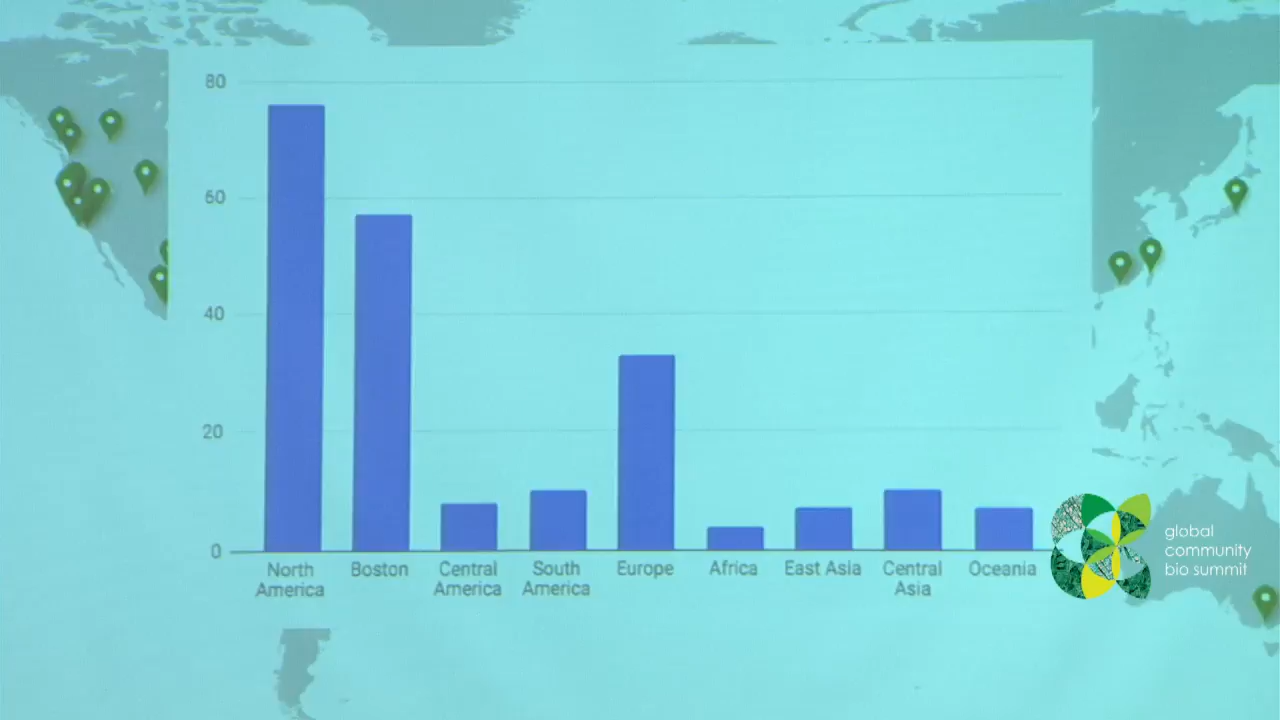 80
60
40
20
0
North
America
Boston
Central
America
South
America
Europe
Africa
East Asia
Central
Asia
Oceania
global
community
bio summit